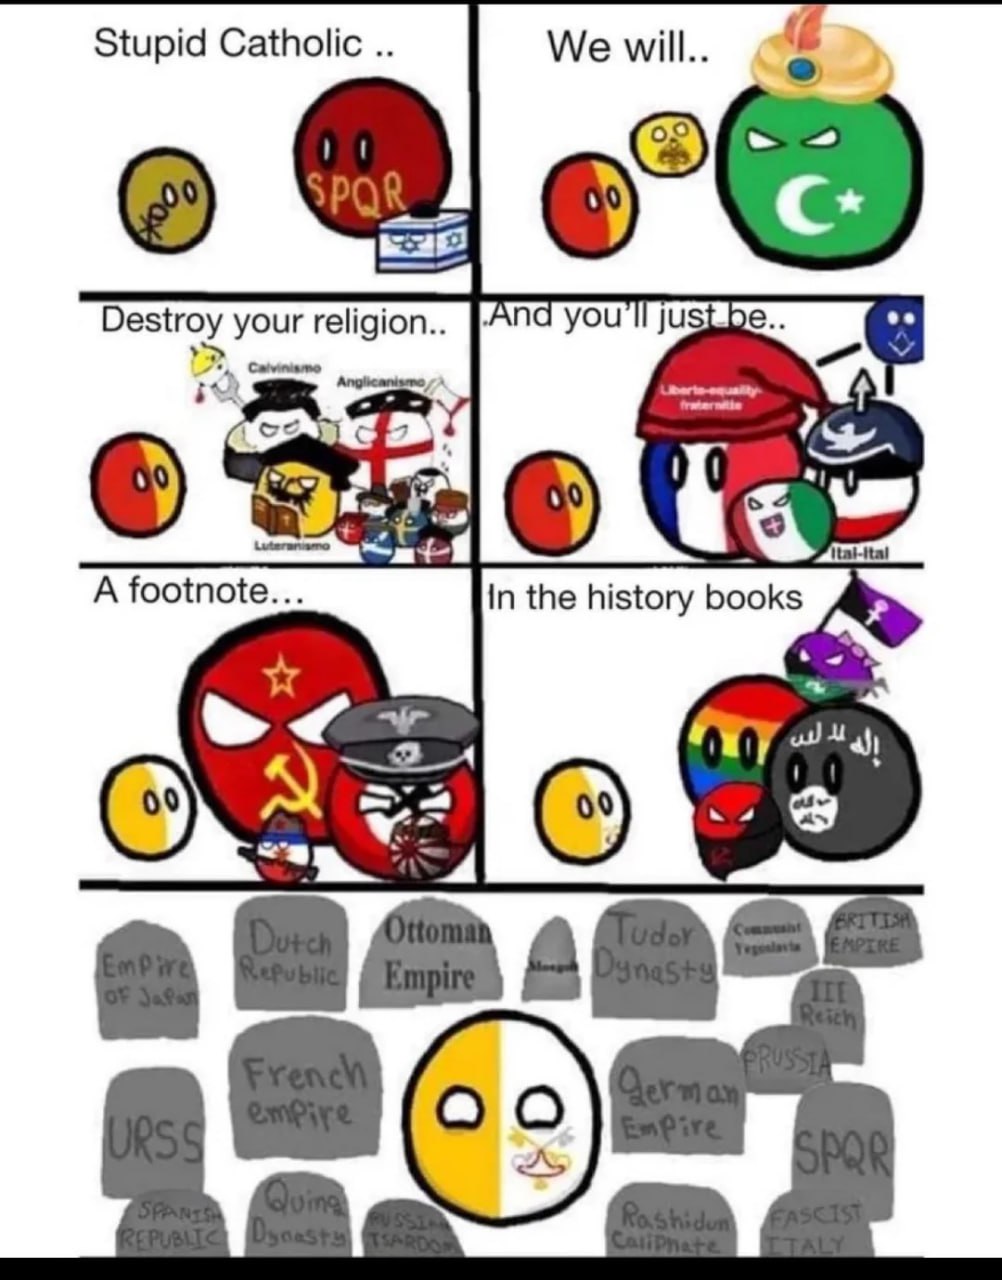 Stupid Catholic ..
We will..
SPQR
Destroy your religion..
.And you'll just be..
Calvinismo
Anglicanismo
Luteranismo
Liberte-equality-
fraternitie
Ital-Ital
A footnote...
In the history books
EmPire
OF JaPan
Dutch
RePublic
Ottoman
Empire
Tudor
Dynasty
Communist
Yugoslavia
BRITISH
EMPIRE
III
Reich
PRUSSIA
French
emPire
German
EmPire
URSS
SPQR
SPANISH
REPUBLIC
Quing
Dynasty
RUSSIAN
TSARDOM
Rashidun
CaliPhate
FASCIST
ITALY